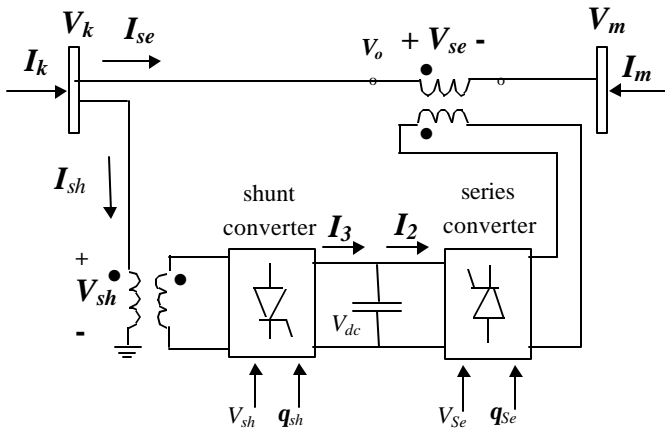 V_k
I_se
V_o + V_se -
V_m
I_k
I_m
I_sh
shunt
converter
series
converter
I_3
I_2
+
V_sh
-
V_dc
V_sh
q_sh
V_Se
q_Se